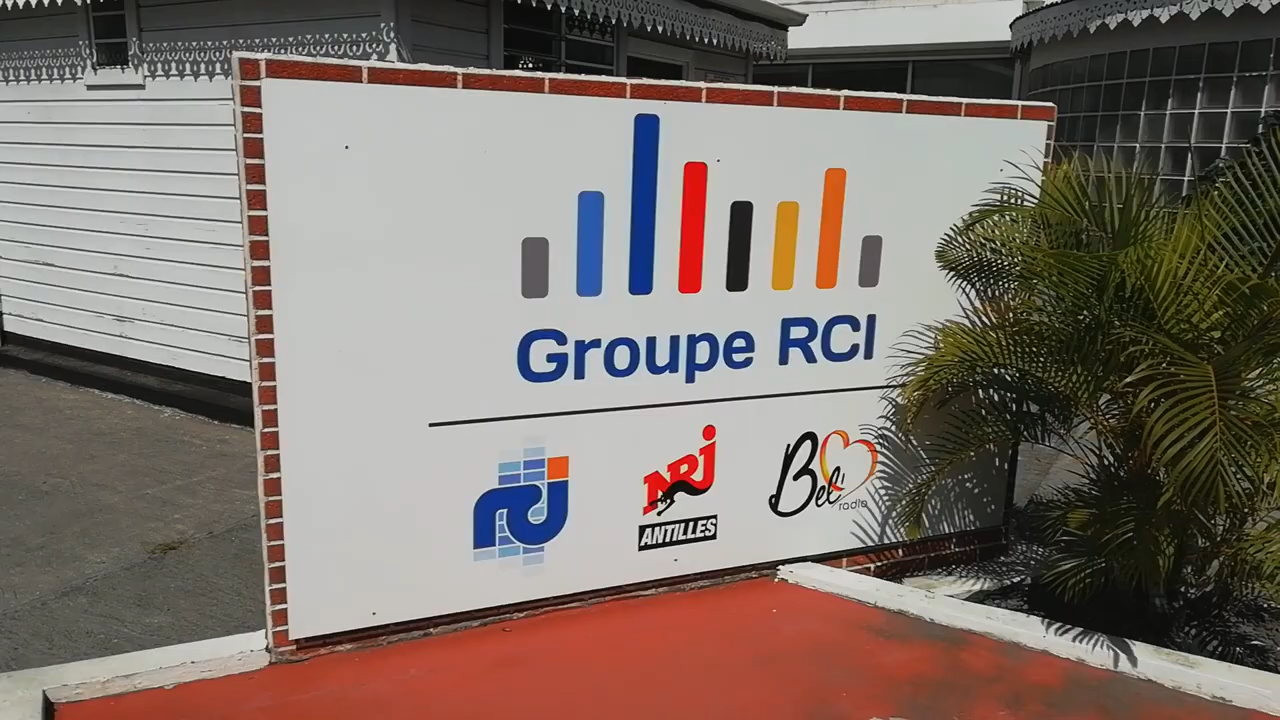 Groupe RCI
rci
NRJ
ANTILLES
Bel'
radio